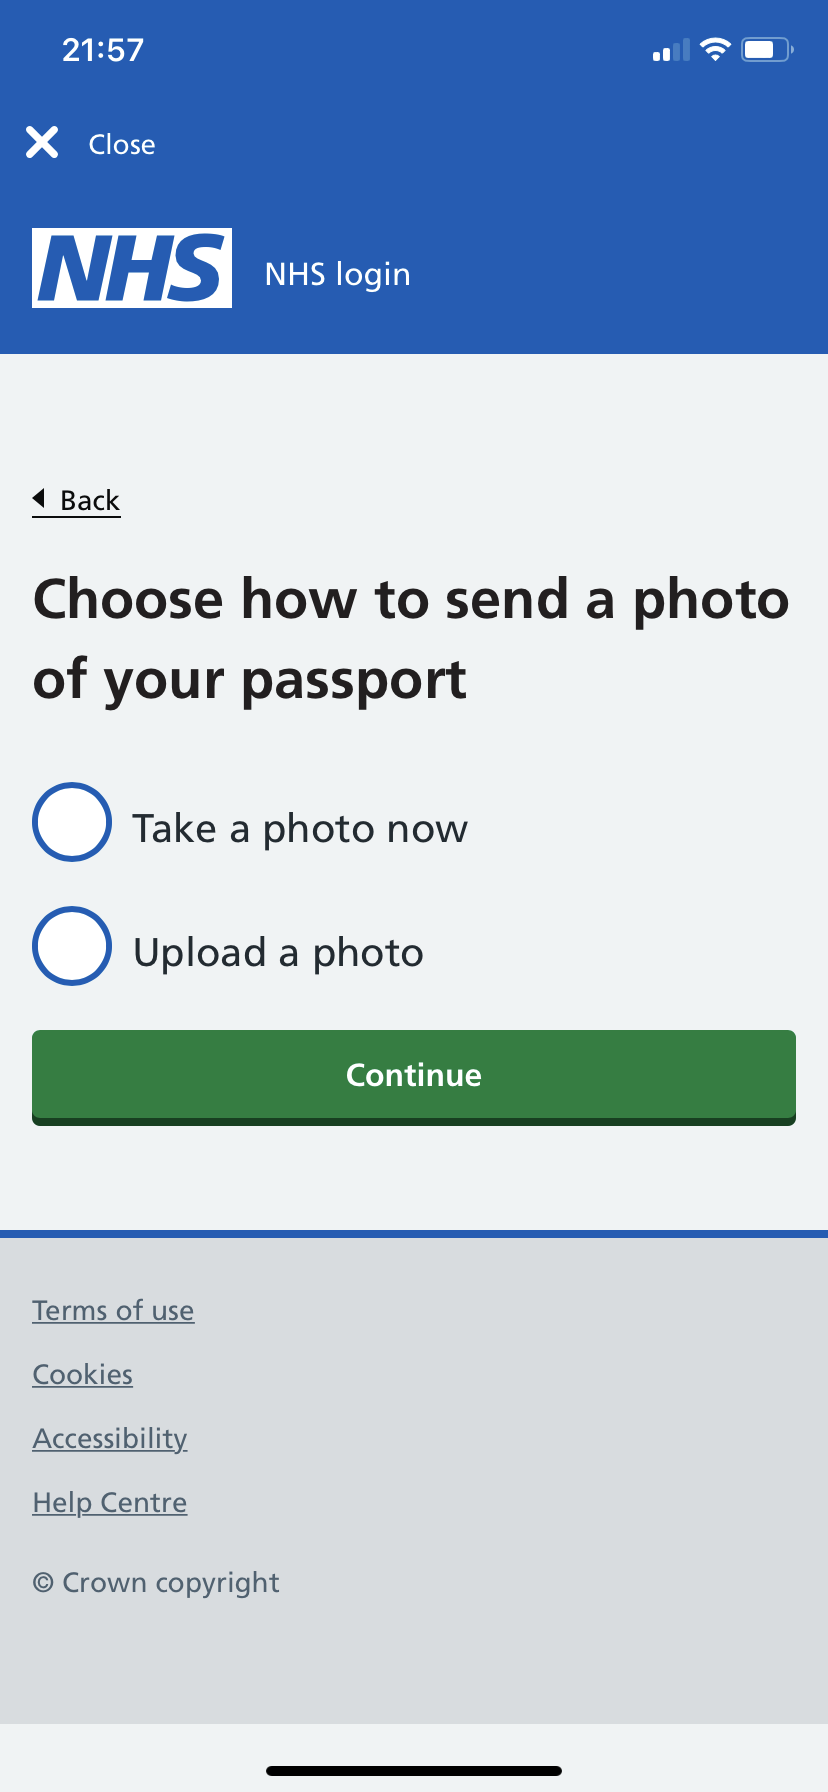 21:57
Close
NHS
NHS login
Back
Choose how to send a photo
of your passport
Take a photo now
Upload a photo
Continue
Terms of use
Cookies
Accessibility
Help Centre
© Crown copyright